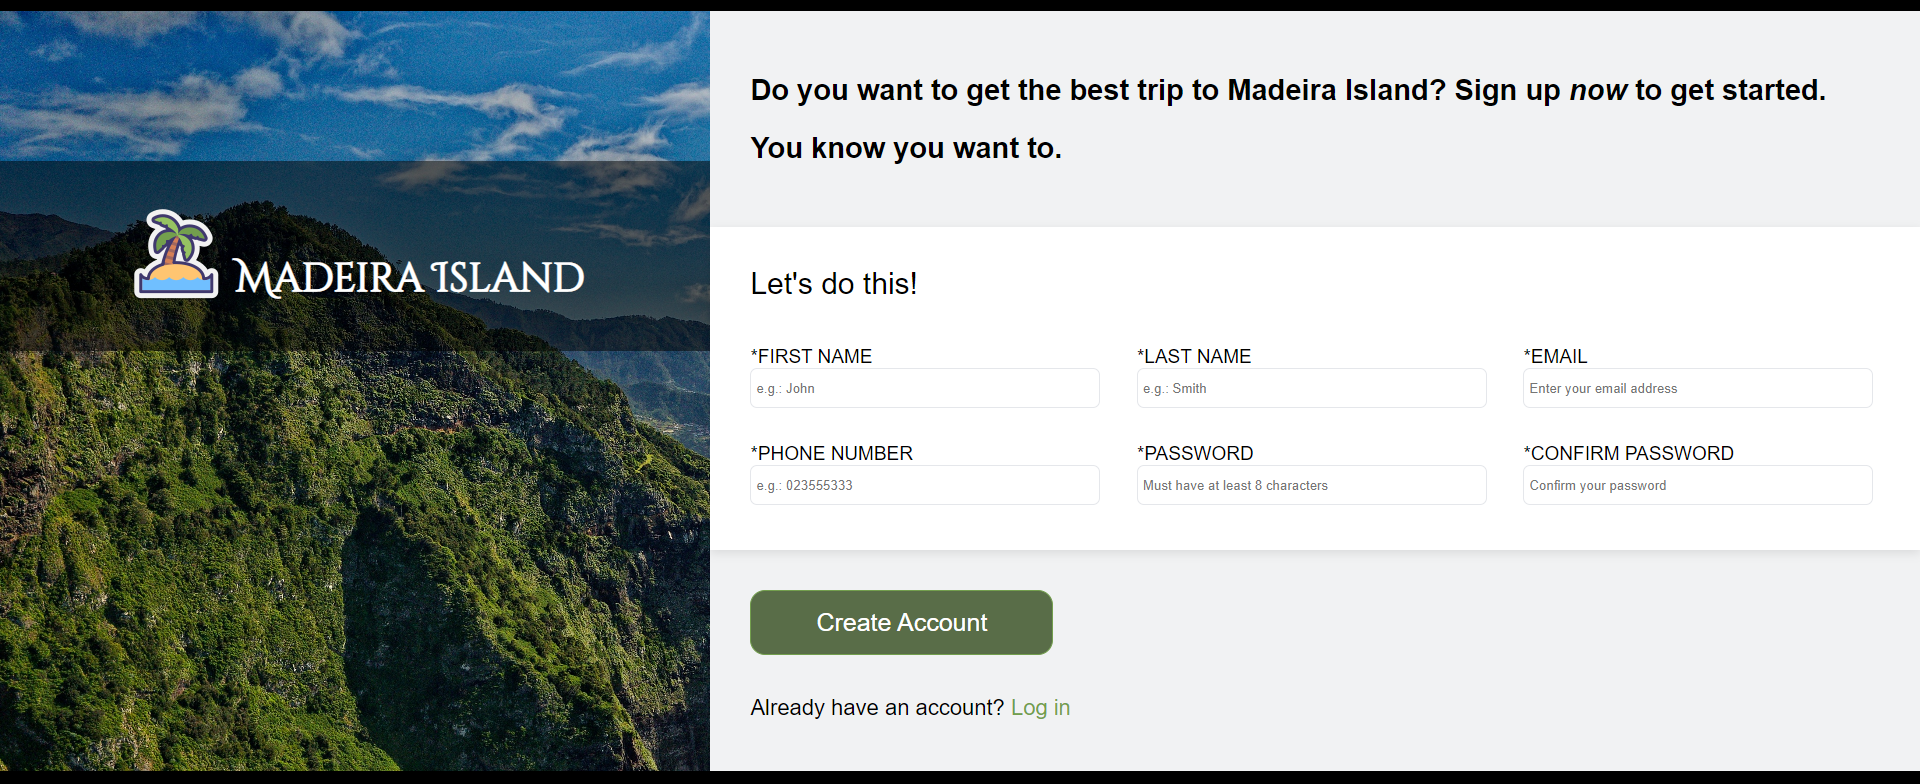 Madeira Island
Do you want to get the best trip to Madeira Island? Sign up now to get started.
You know you want to.
Let's do this!
*FIRST NAME
*LAST NAME
*EMAIL
e.g.: John
e.g.: Smith
Enter your email address
*PHONE NUMBER
*PASSWORD
*CONFIRM PASSWORD
e.g.: 023555333
Must have at least 8 characters
Confirm your password
Create Account
Already have an account? Log in